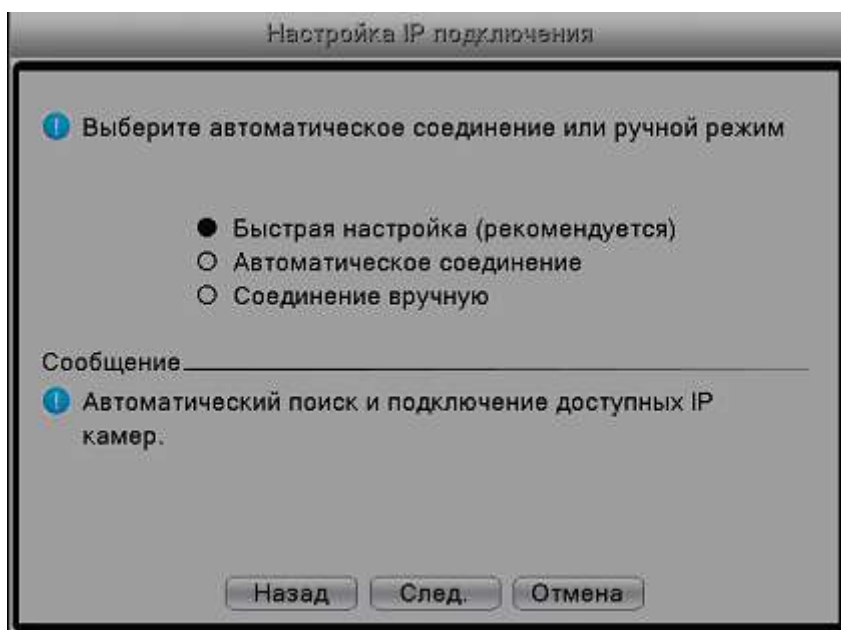 Настройка IP подключения
Выберите автоматическое соединение или ручной режим
Быстрая настройка (рекомендуется)
Автоматическое соединение
Соединение вручную
Сообщение
Автоматический поиск и подключение доступных IP
камер.
Назад След. Отмена